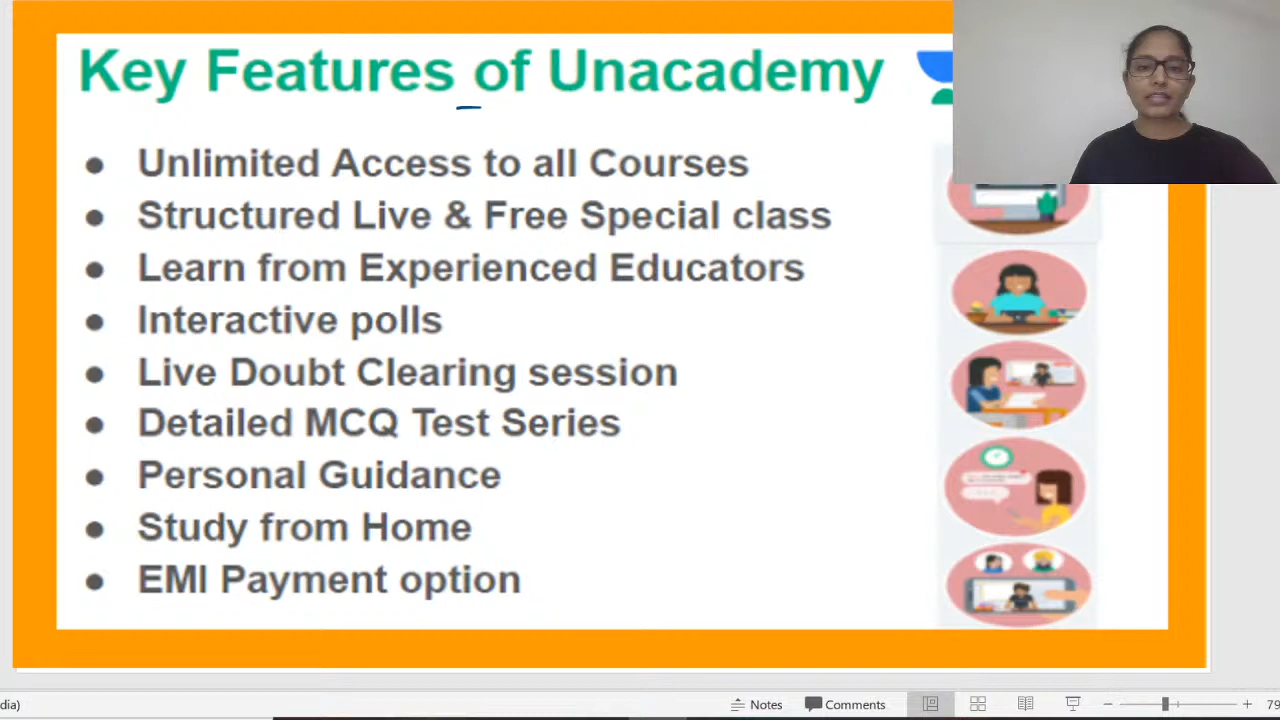 Key Features of Unacademy
● Unlimited Access to all Courses
● Structured Live & Free Special class
● Learn from Experienced Educators
● Interactive polls
● Live Doubt Clearing session
● Detailed MCQ Test Series
● Personal Guidance
● Study from Home
● EMI Payment option
dia) Notes Comments 79